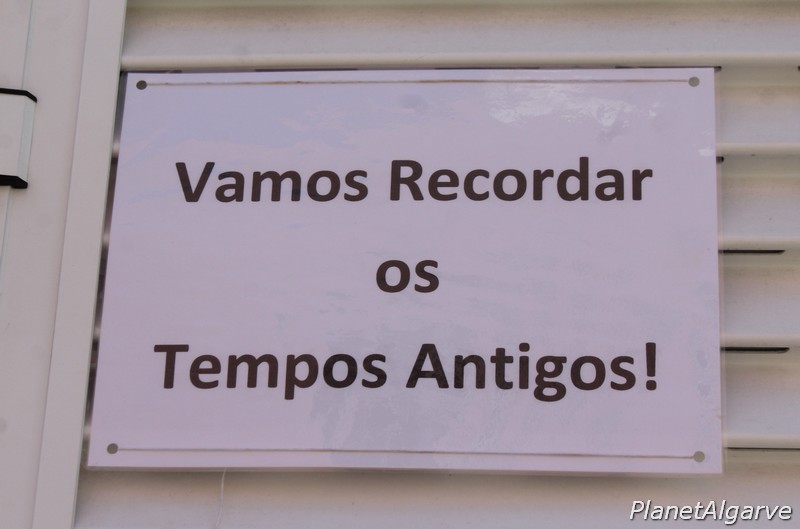 Vamos Recordar
os
Tempos Antigos!
PlanetAlgarve